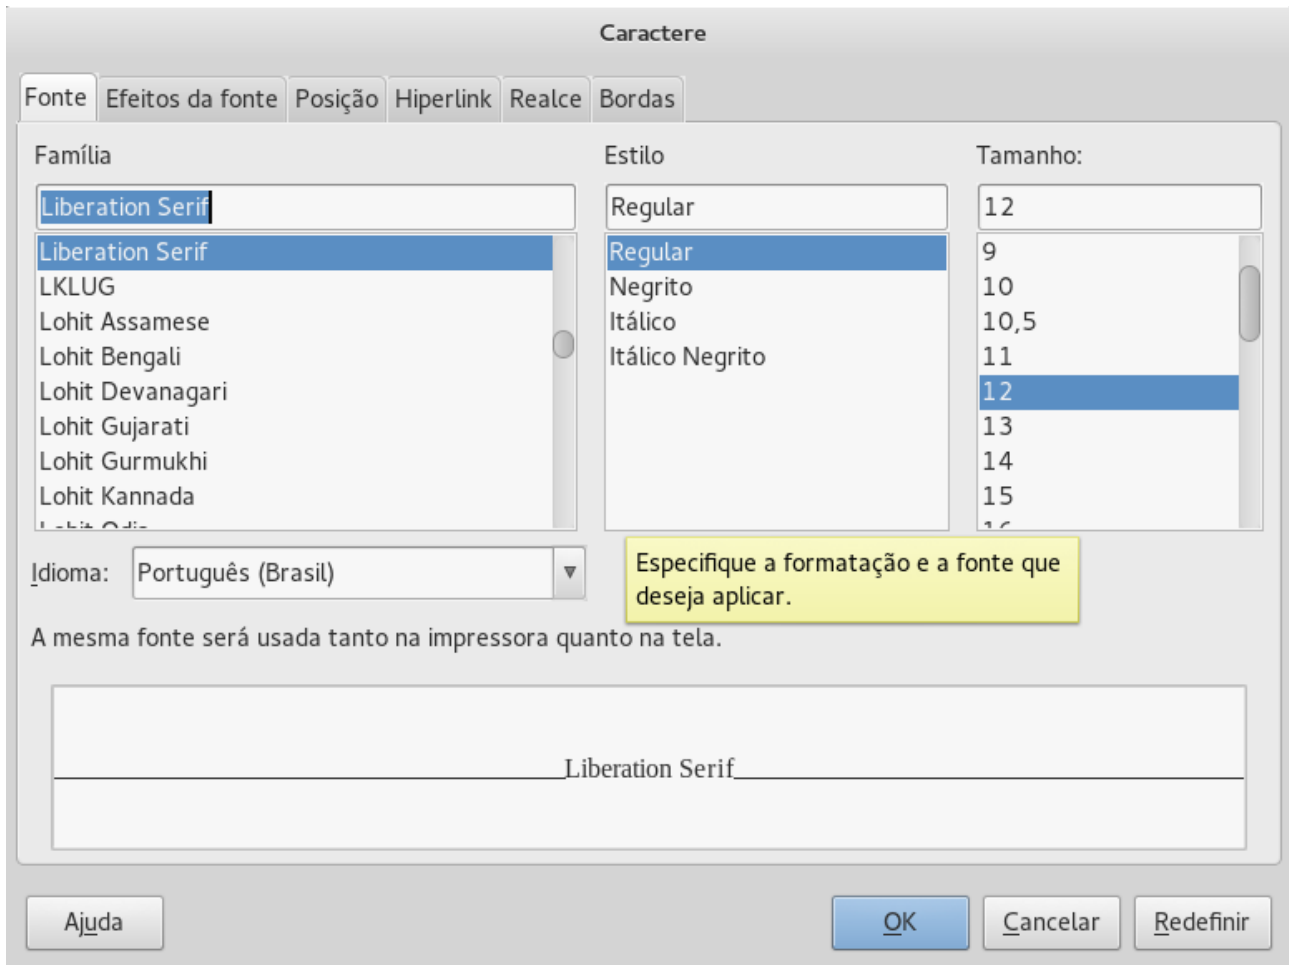 Caractere
Fonte Efeitos da fonte Posição Hiperlink Realce Bordas
Família Estilo Tamanho:
Liberation Serif Regular 12
Liberation Serif Regular 9
LKLUG Negrito 10
Lohit Assamese Itálico 10,5
Lohit Bengali Itálico Negrito 11
Lohit Devanagari 12
Lohit Gujarati 13
Lohit Gurmukhi 14
Lohit Kannada 15
Idioma: Português (Brasil)
Especifique a formatação e a fonte que
deseja aplicar.
A mesma fonte será usada tanto na impressora quanto na tela.
Liberation Serif
Ajuda OK Cancelar Redefinir